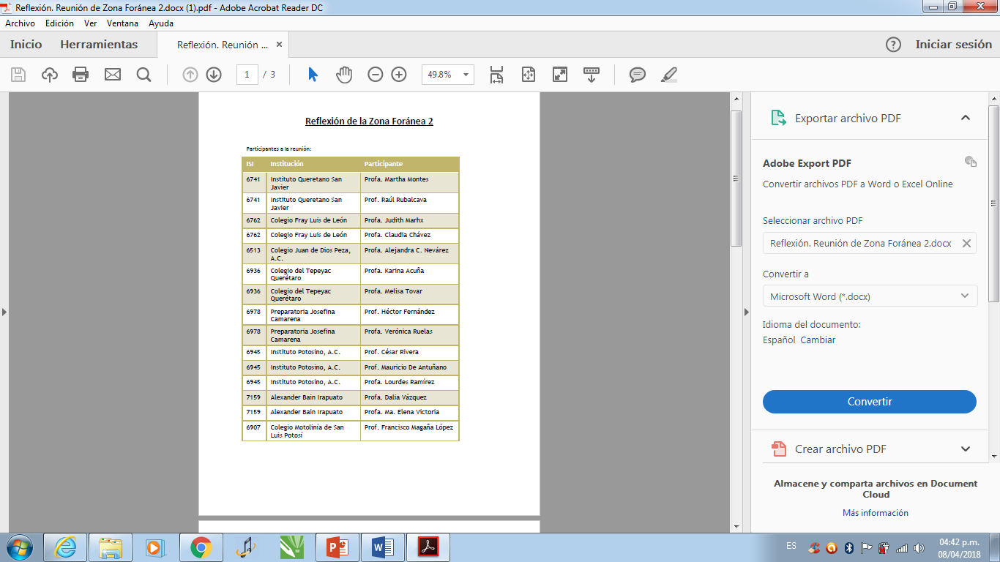 Reflexión. Reunión de Zona Foránea 2.docx (1).pdf - Adobe Acrobat Reader DC
Archivo Edición Ver Ventana Ayuda
Inicio Herramientas Reflexión. Reunión ... Iniciar sesión
1 / 3 49.8%
Reflexión de la Zona Foránea 2
Participantes a la reunión:
ISI Institución Participante
6741 Instituto Queretano San Profa. Martha Montes
Javier
6741 Instituto Queretano San Prof. Raúl Rubalcava
Javier
6762 Colegio Fray Luis de León Profa. Judith Marhx
6762 Colegio Fray Luis de León Profa. Claudia Chávez
6513 Colegio Juan de Dios Peza, Profa. Alejandra C. Nevárez
A.C.
6936 Colegio del Tepeyac Profa. Karina Acuña
Querétaro
6936 Colegio del Tepeyac Profa. Melisa Tovar
Querétaro
6978 Preparatoria Josefina Prof. Héctor Fernández
Camarena
6978 Preparatoria Josefina Profa. Verónica Ruelas
Camarena
6945 Instituto Potosino, A.C. Prof. César Rivera
6945 Instituto Potosino, A.C. Prof. Mauricio De Antuñano
6945 Instituto Potosino, A.C. Profa. Lourdes Ramírez
7159 Alexander Bain Irapuato Profa. Dalia Vázquez
7159 Alexander Bain Irapuato Profa. Ma. Elena Victoria
6907 Colegio Motolinía de San Prof. Francisco Magaña López
Luis Potosí
Exportar archivo PDF
Adobe Export PDF
Convertir archivos PDF a Word o Excel Online
Seleccionar archivo PDF
Reflexión. Reunión de Zona Foránea 2.docx
Convertir a
Microsoft Word (*.docx)
Idioma del documento:
Español Cambiar
Convertir
Crear archivo PDF
Almacene y comparta archivos en Document
Cloud
Más información
ES
04:42 p.m.
08/04/2018